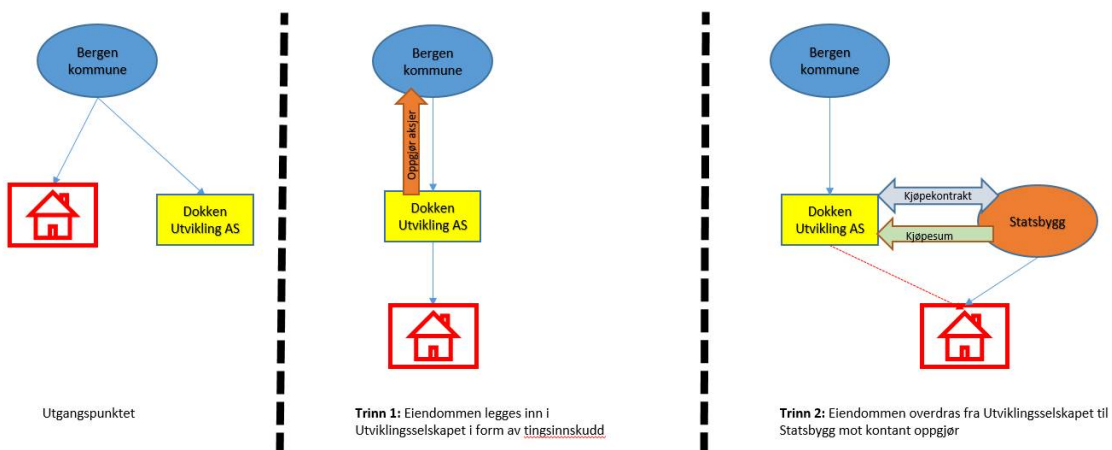 Bergen
kommune
Dokken
Utvikling AS
Utgangspunktet
Bergen
kommune
Oppgjør aksjer
Dokken
Utvikling AS
Trinn 1: Eiendommen legges inn i
Utviklingsselskapet i form av tingsinnskudd
Bergen
kommune
Dokken
Utvikling AS
Kjøpekontrakt
Kjøpesum
Statsbygg
Trinn 2: Eiendommen overdras fra Utviklingsselskapet til
Statsbygg mot kontant oppgjør